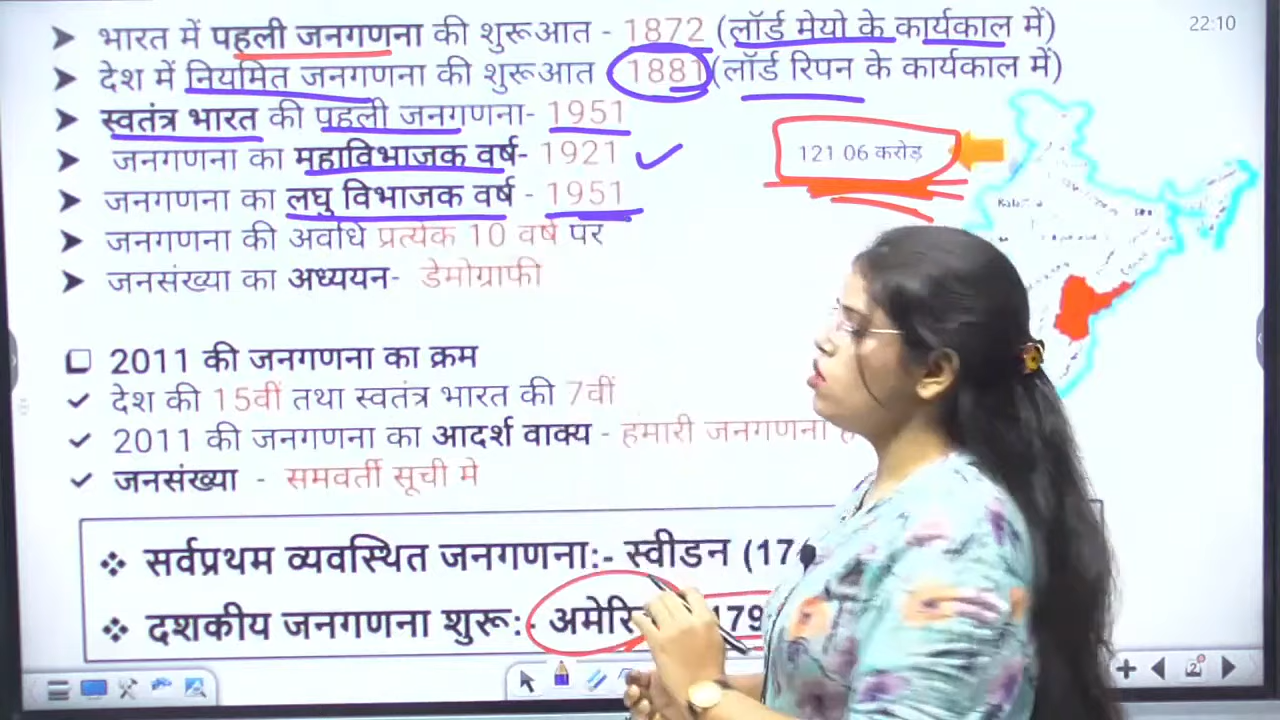 भारत में पहली जनगणना की शुरूआत - 1872 (लॉर्ड मेयो के कार्यकाल में)
22:10
देश में नियमित जनगणना की शुरूआत 1881 (लॉर्ड रिपन के कार्यकाल में)
स्वतंत्र भारत की पहली जनगणना- 1951
जनगणना का महाविभाजक वर्ष- 1921
121.06 करोड़
जनगणना का लघु विभाजक वर्ष - 1951
जनगणना की अवधि प्रत्येक 10 वर्ष पर
जनसंख्या का अध्ययन- डेमोग्राफी
2011 की जनगणना का क्रम
देश की 15वीं तथा स्वतंत्र भारत की 7वीं
2011 की जनगणना का आदर्श वाक्य - हमारी जनगणना
जनसंख्या - समवर्ती सूची मे
सर्वप्रथम व्यवस्थित जनगणना:- स्वीडन (17
दशकीय जनगणना शुरू:- अमेरि 179